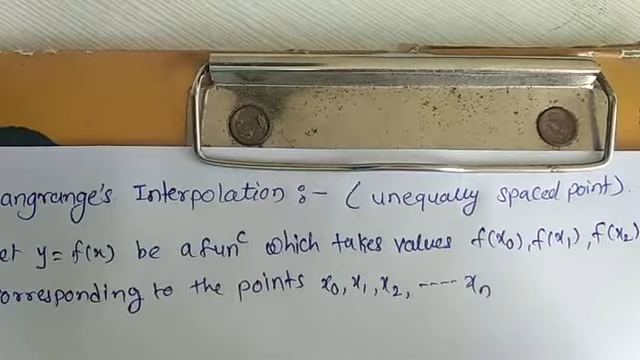 angrange's Interpolation :- ( unequally spaced point).
et y = f(x) be a funᶜ which takes values f(x₀), f(x₁), f(x₂)
orresponding to the points x₀, x₁, x₂, ---- xₙ